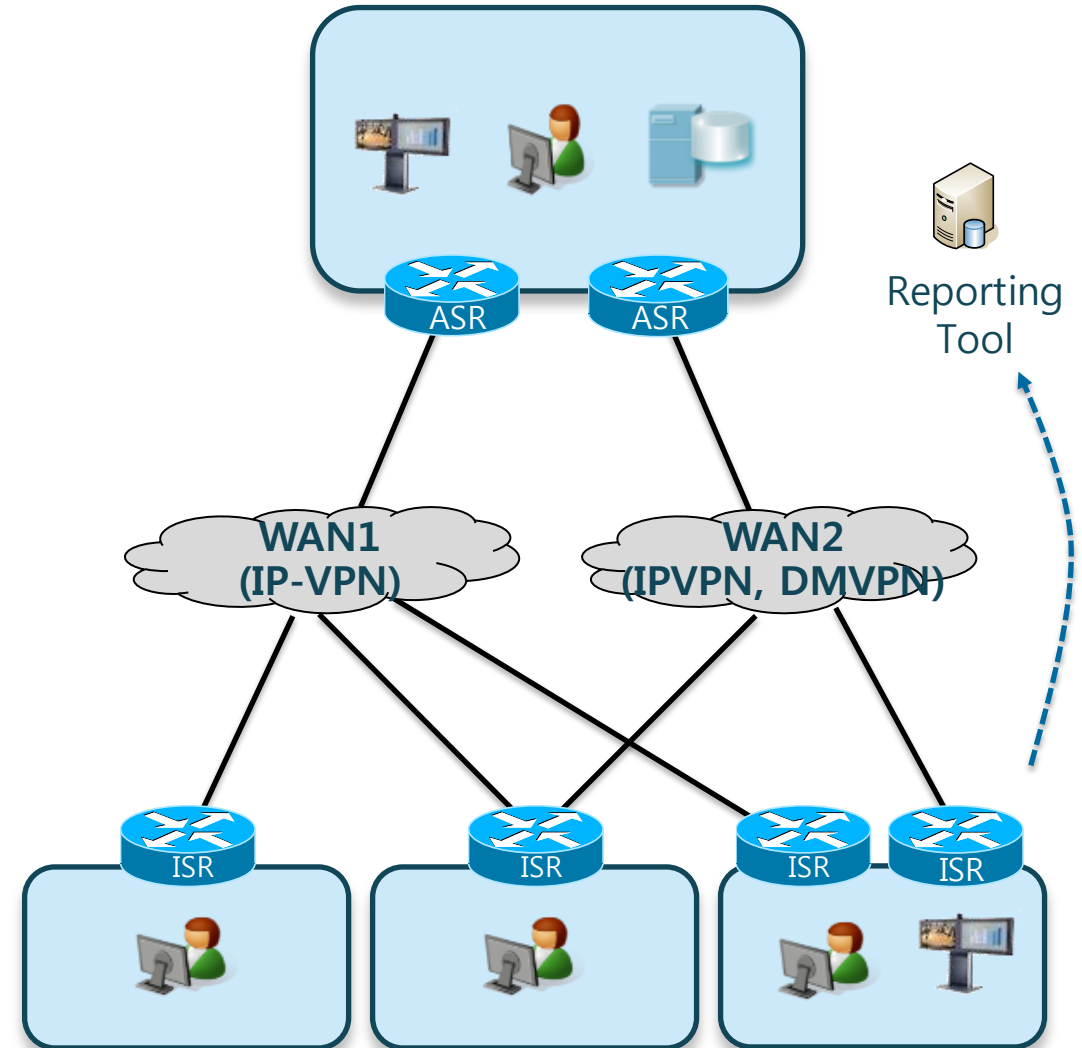 ASR
ASR
Reporting
Tool
WAN1
(IP-VPN)
WAN2
(IPVPN, DMVPN)
ISR
ISR
ISR
ISR